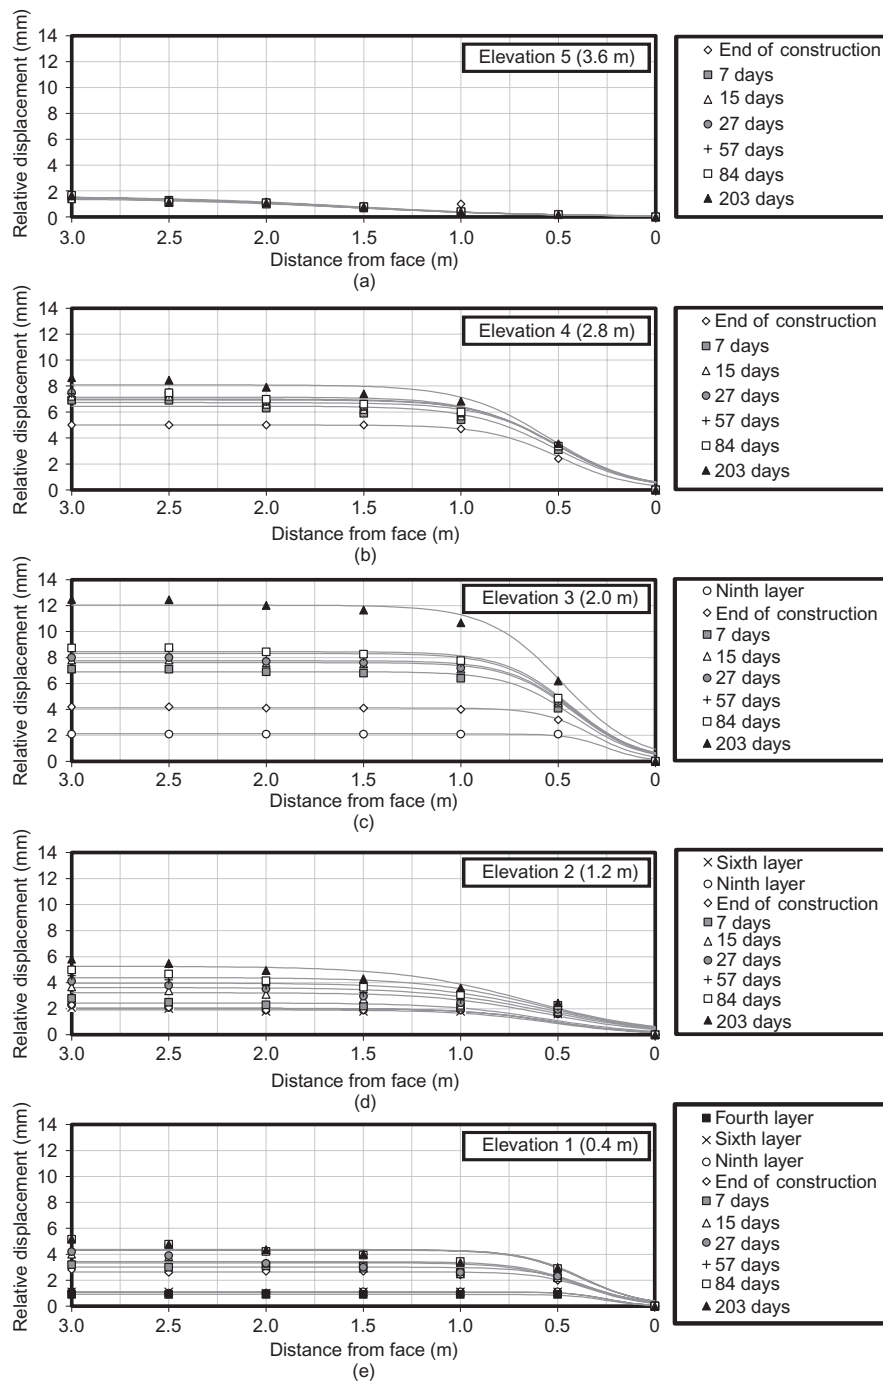 Relative displacement (mm)
14
12
10
8
6
4
2
0
Elevation 5 (3.6 m)
3.0 2.5 2.0 1.5 1.0 0.5 0
Distance from face (m)
(a)
End of construction
7 days
15 days
27 days
57 days
84 days
203 days
Relative displacement (mm)
14
12
10
8
6
4
2
0
Elevation 4 (2.8 m)
3.0 2.5 2.0 1.5 1.0 0.5 0
Distance from face (m)
(b)
End of construction
7 days
15 days
27 days
57 days
84 days
203 days
Relative displacement (mm)
14
12
10
8
6
4
2
0
Elevation 3 (2.0 m)
3.0 2.5 2.0 1.5 1.0 0.5 0
Distance from face (m)
(c)
Ninth layer
End of construction
7 days
15 days
27 days
57 days
84 days
203 days
Relative displacement (mm)
14
12
10
8
6
4
2
0
Elevation 2 (1.2 m)
3.0 2.5 2.0 1.5 1.0 0.5 0
Distance from face (m)
(d)
Sixth layer
Ninth layer
End of construction
7 days
15 days
27 days
57 days
84 days
203 days
Relative displacement (mm)
14
12
10
8
6
4
2
0
Elevation 1 (0.4 m)
3.0 2.5 2.0 1.5 1.0 0.5 0
Distance from face (m)
(e)
Fourth layer
Sixth layer
Ninth layer
End of construction
7 days
15 days
27 days
57 days
84 days
203 days